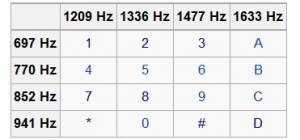 1209 Hz 1336 Hz 1477 Hz 1633 Hz
697 Hz 1 2 3 A
770 Hz 4 5 6 B
852 Hz 7 8 9 C
941 Hz * 0 # D